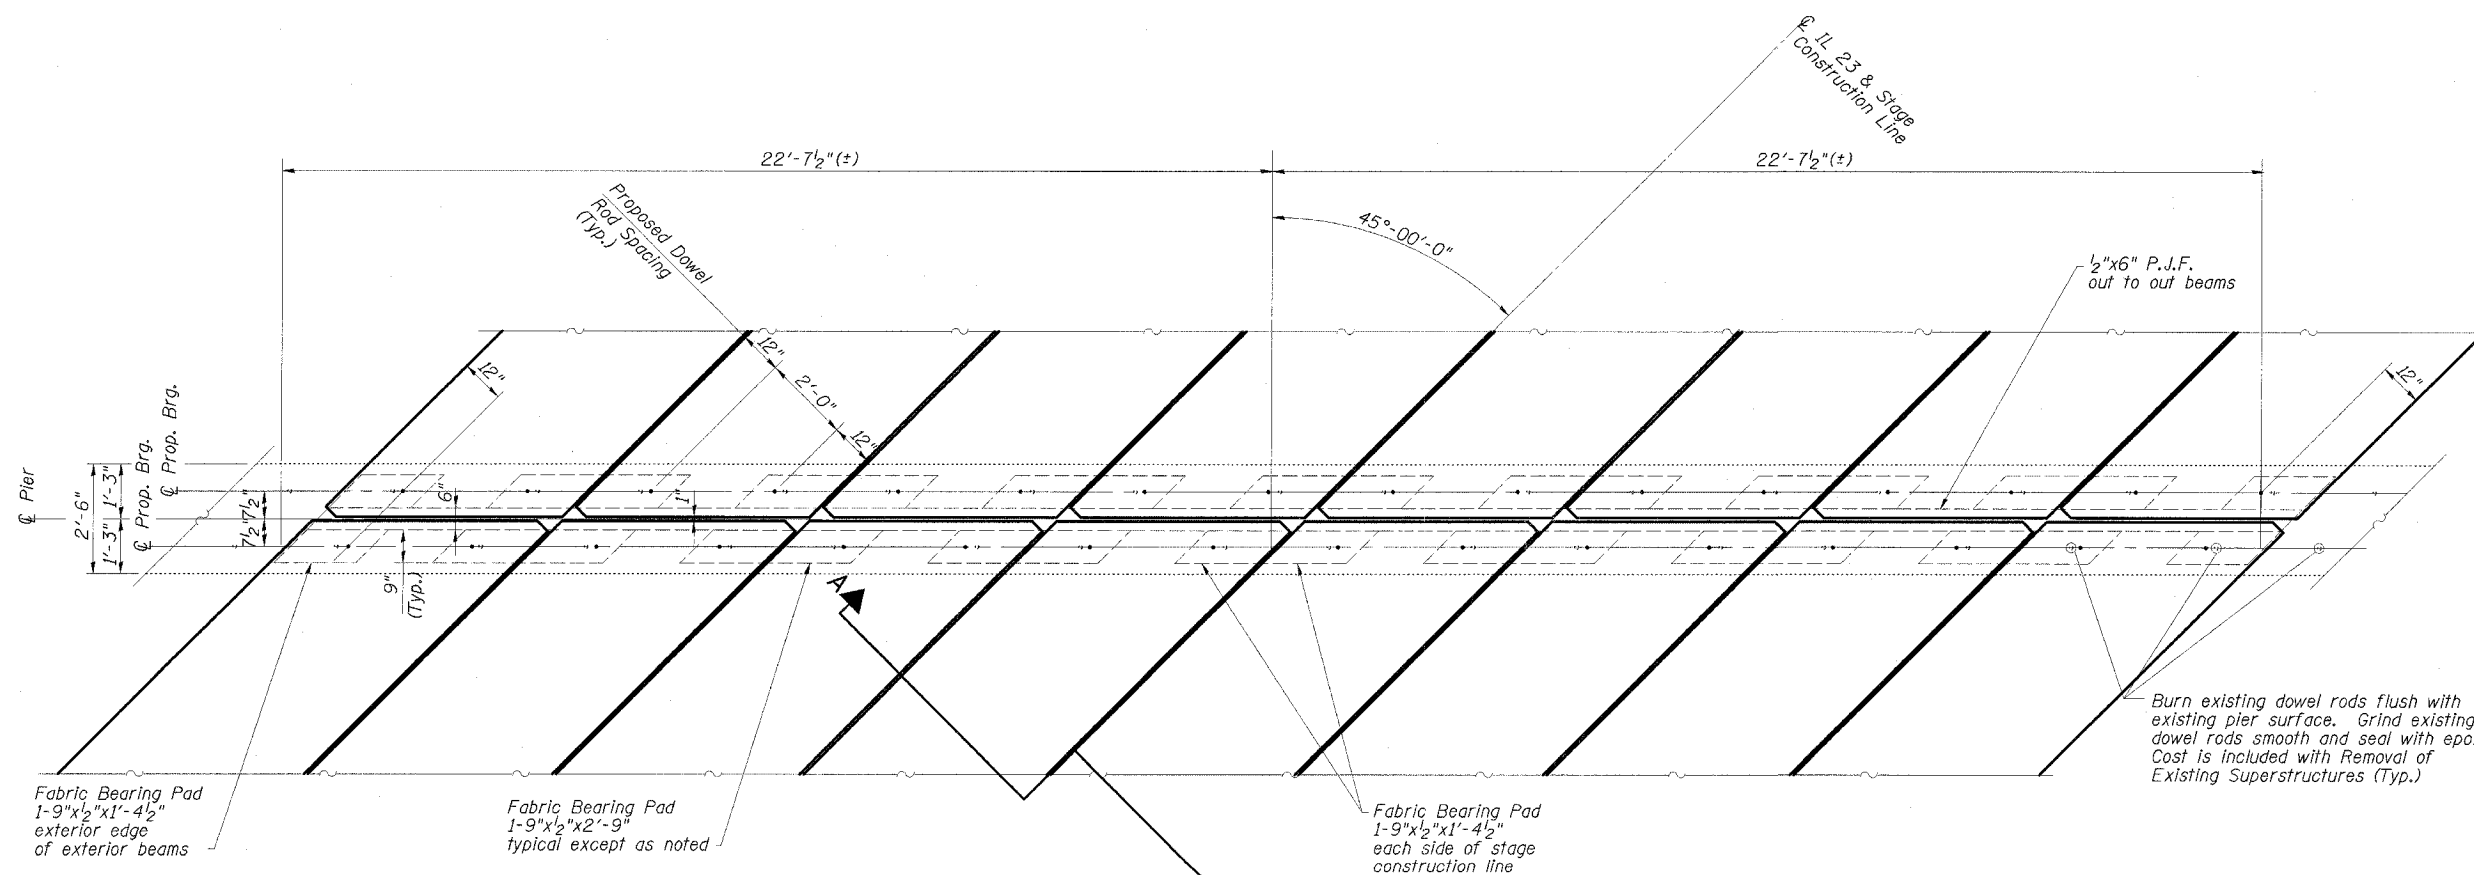 ℄ IL 23 & Stage
Construction Line
22'-7½"(±)
22'-7½"(±)
Proposed Dowel
Rod Spacing
(Typ.)
45°-00'-0"
½"x6" P.J.F.
out to out beams
12"
12"
2'-0"
12"
12"
℄ Pier
2'-6"
1'-3"
1'-3"
℄ Prop. Brg.
℄ Prop. Brg.
7½"
7½"
6"
1"
9"
(Typ.)
A
Burn existing dowel rods flush with
existing pier surface. Grind existing
dowel rods smooth and seal with
Cost is included with Removal of
Existing Superstructures (Typ.)
Fabric Bearing Pad
1-9"x½"x1'-4½"
exterior edge
of exterior beams
Fabric Bearing Pad
1-9"x½"x2'-9"
typical except as noted
Fabric Bearing Pad
1-9"x½"x1'-4½"
each side of stage
construction line